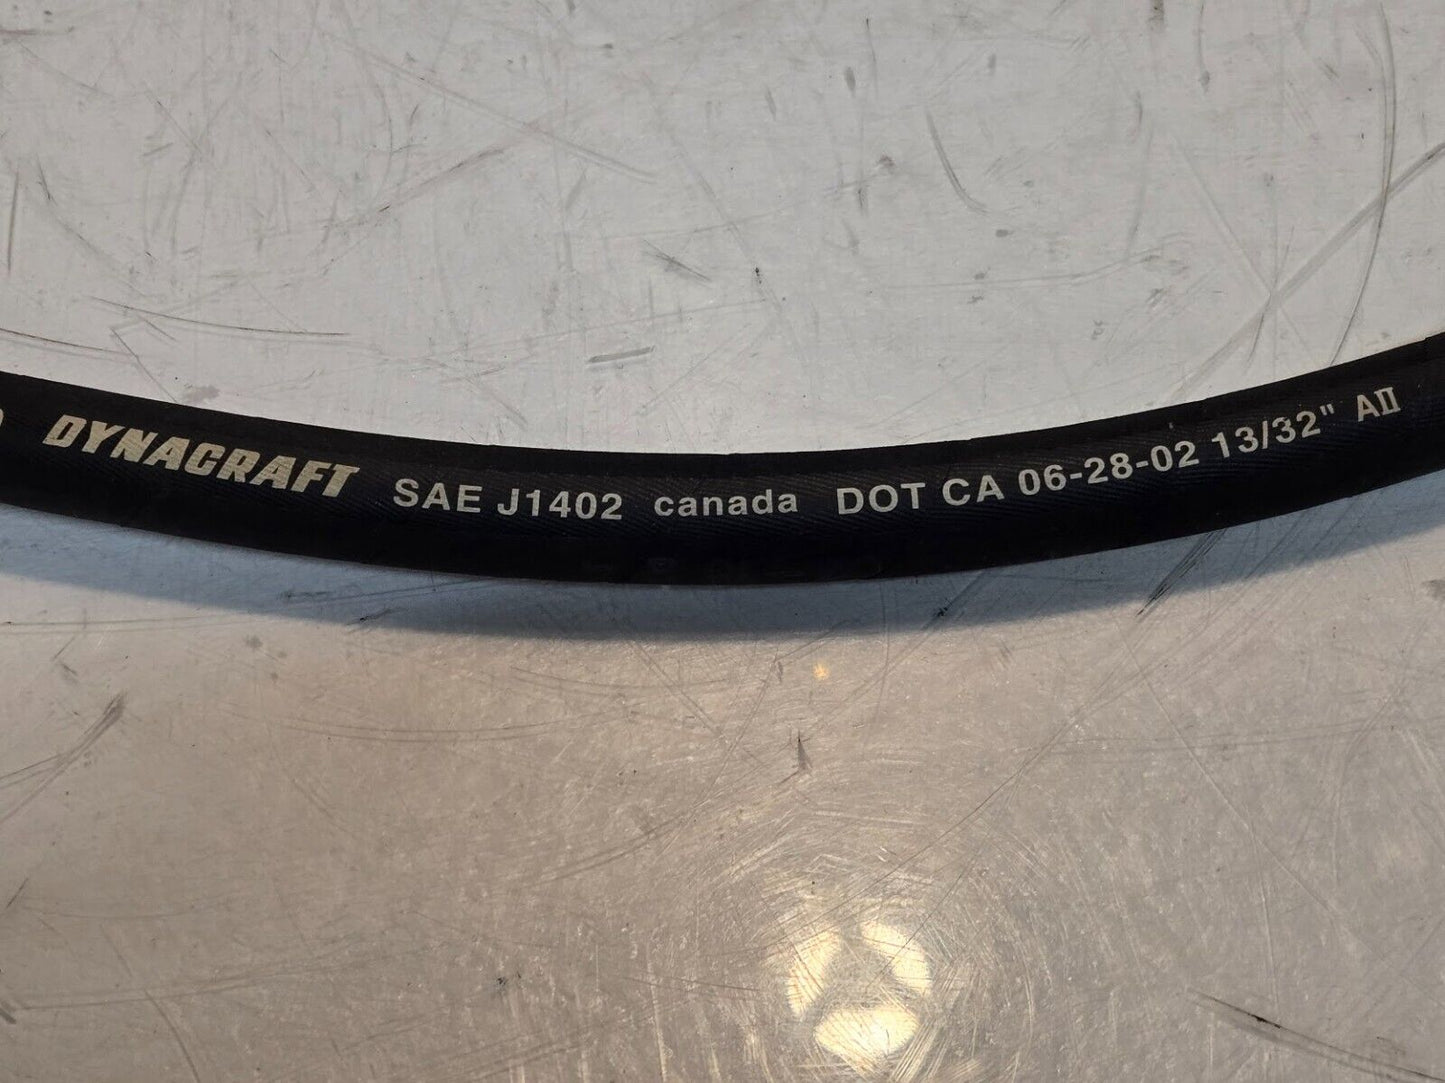 DYNACRAFT SAE J1402 canada DOT CA 06-28-02 13/32" AII